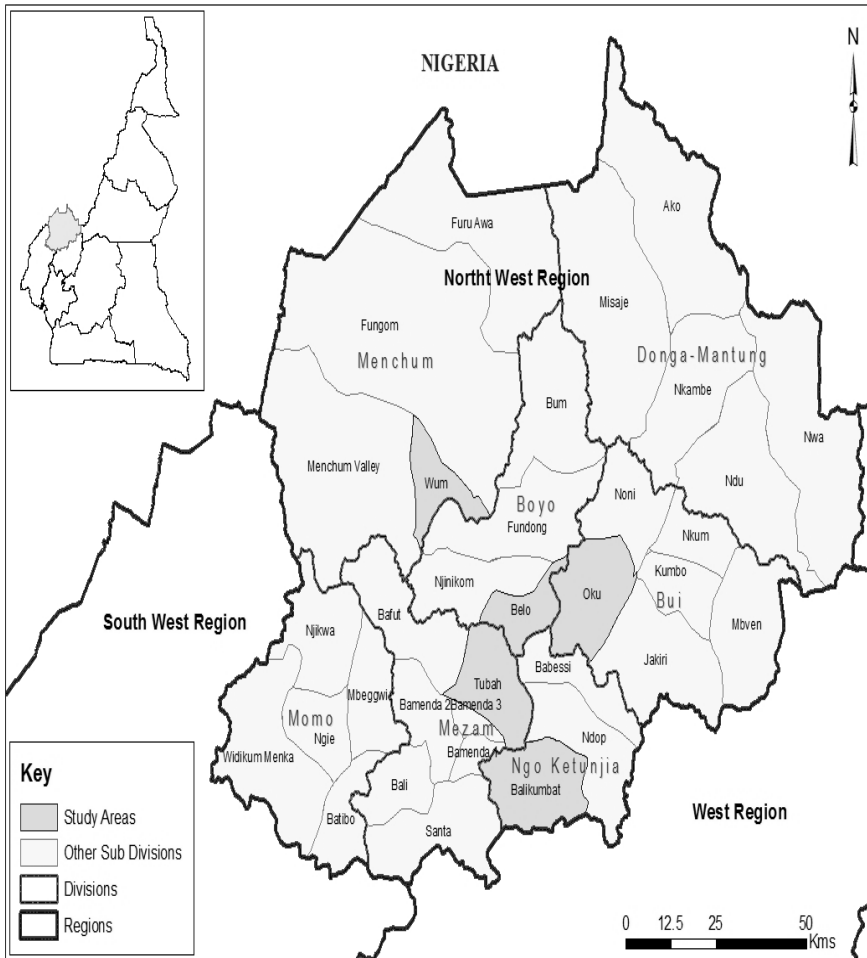 NIGERIA
N
Ako
Furu Awa
Northt West Region
Misaje
Fungom
Menchum
Donga-Mantung
Nkambe
Bum
Nwa
Menchum Valley
Wum
Ndu
Noni
Boyo
Fundong
Nkum
Njinikom
Kumbo
Oku
Bui
Belo
Bafut
South West Region
Mbven
Njikwa
Jakiri
Babessi
Tubah
Mbeggwi
Bamenda 2
Bamenda 3
Momo
Mezam
Ndop
Ngie
Bamenda
Widikum Menka
Ngo Ketunjia
Bali
Balikumbat
West Region
Batibo
Santa
Key
Study Areas
Other Sub Divisions
Divisions
Regions
0 12.5 25 50
Kms